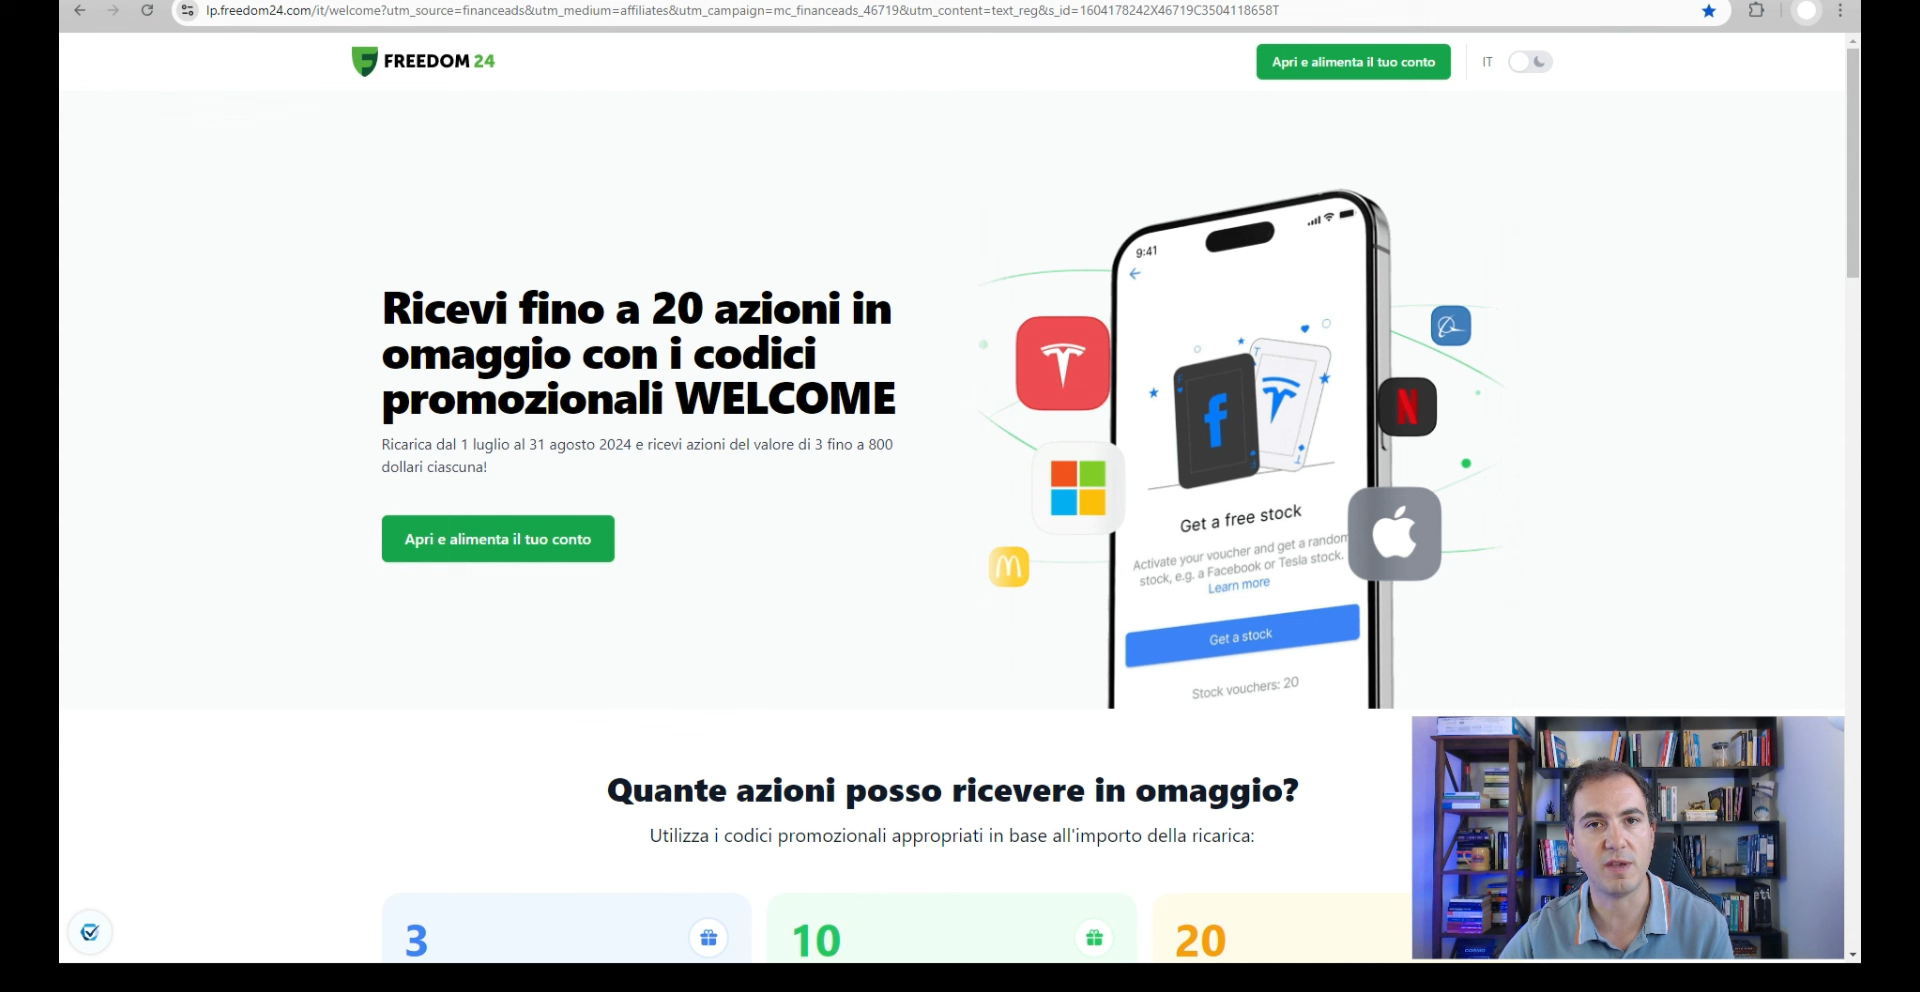 lp.freedom24.com/it/welcome?utm_source=financeads&utm_medium=affiliates&utm_campaign=mc_financeads_46719&utm_content=text_reg&s_id=1604178242X46719C3504118658T
FREEDOM 24
Apri e alimenta il tuo conto
IT
Ricevi fino a 20 azioni in
omaggio con i codici
promozionali WELCOME
Ricarica dal 1 luglio al 31 agosto 2024 e ricevi azioni del valore di 3 fino a 800
dollari ciascuna!
Apri e alimenta il tuo conto
9:41
Get a free stock
Activate your voucher and get a random
stock, e.g. a Facebook or Tesla stock.
Learn more
Get a stock
Stock vouchers: 20
Quante azioni posso ricevere in omaggio?
Utilizza i codici promozionali appropriati in base all'importo della ricarica:
3
10
20